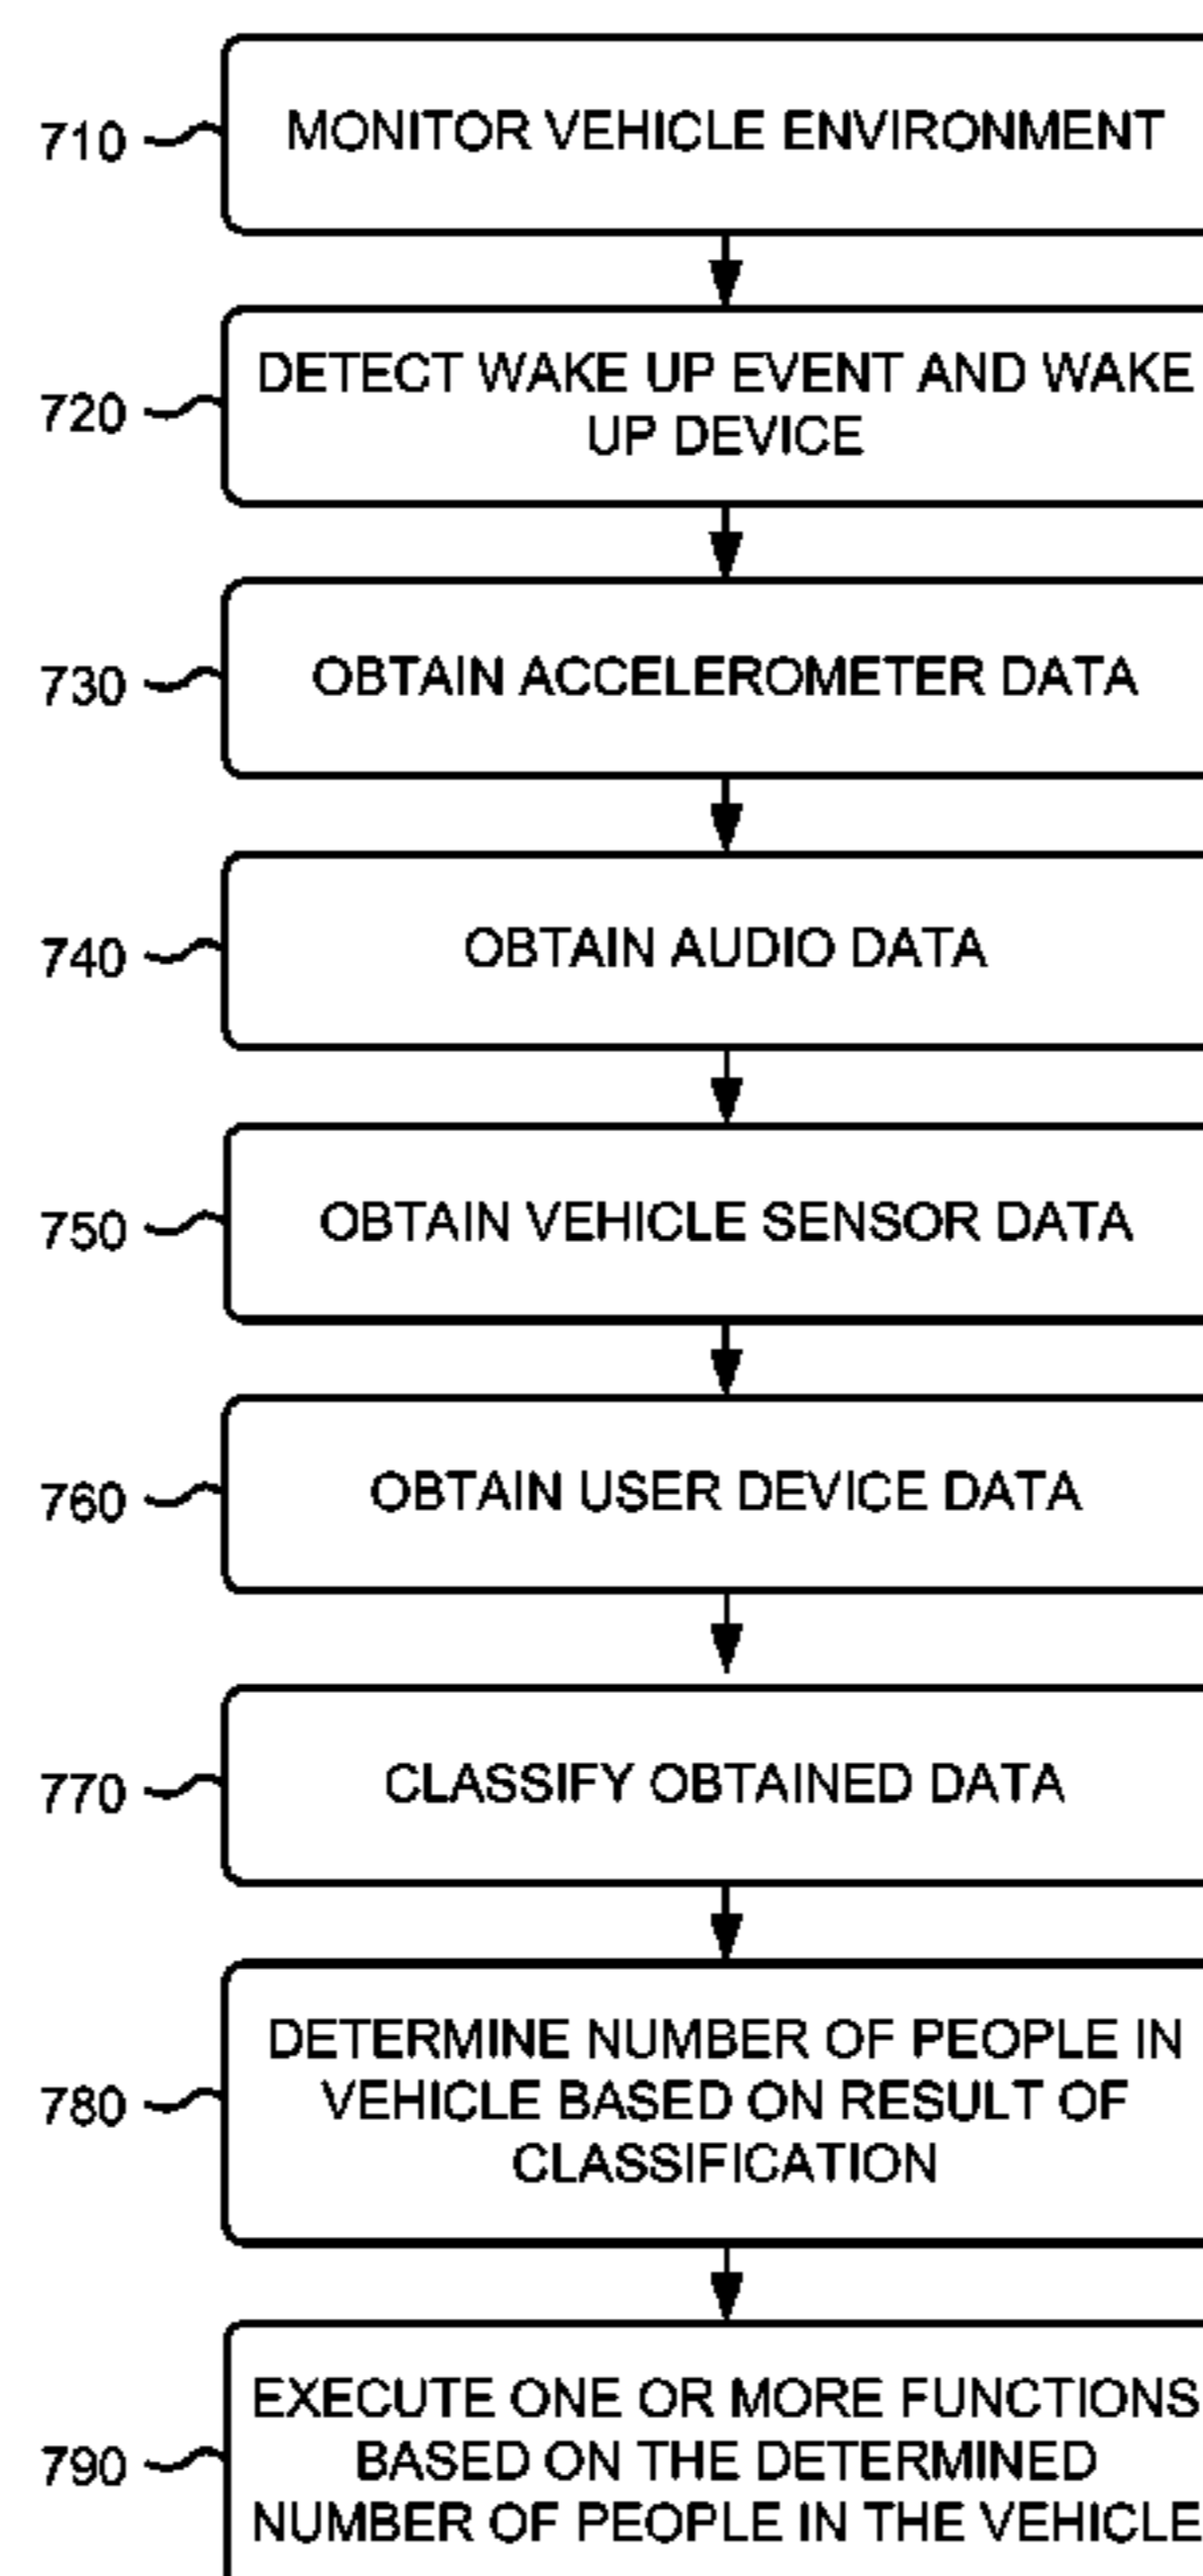 710
MONITOR VEHICLE ENVIRONMENT
720
DETECT WAKE UP EVENT AND WAKE
UP DEVICE
730
OBTAIN ACCELEROMETER DATA
740
OBTAIN AUDIO DATA
750
OBTAIN VEHICLE SENSOR DATA
760
OBTAIN USER DEVICE DATA
770
CLASSIFY OBTAINED DATA
780
DETERMINE NUMBER OF PEOPLE IN
VEHICLE BASED ON RESULT OF
CLASSIFICATION
790
EXECUTE ONE OR MORE FUNCTIONS
BASED ON THE DETERMINED
NUMBER OF PEOPLE IN THE VEHICLE